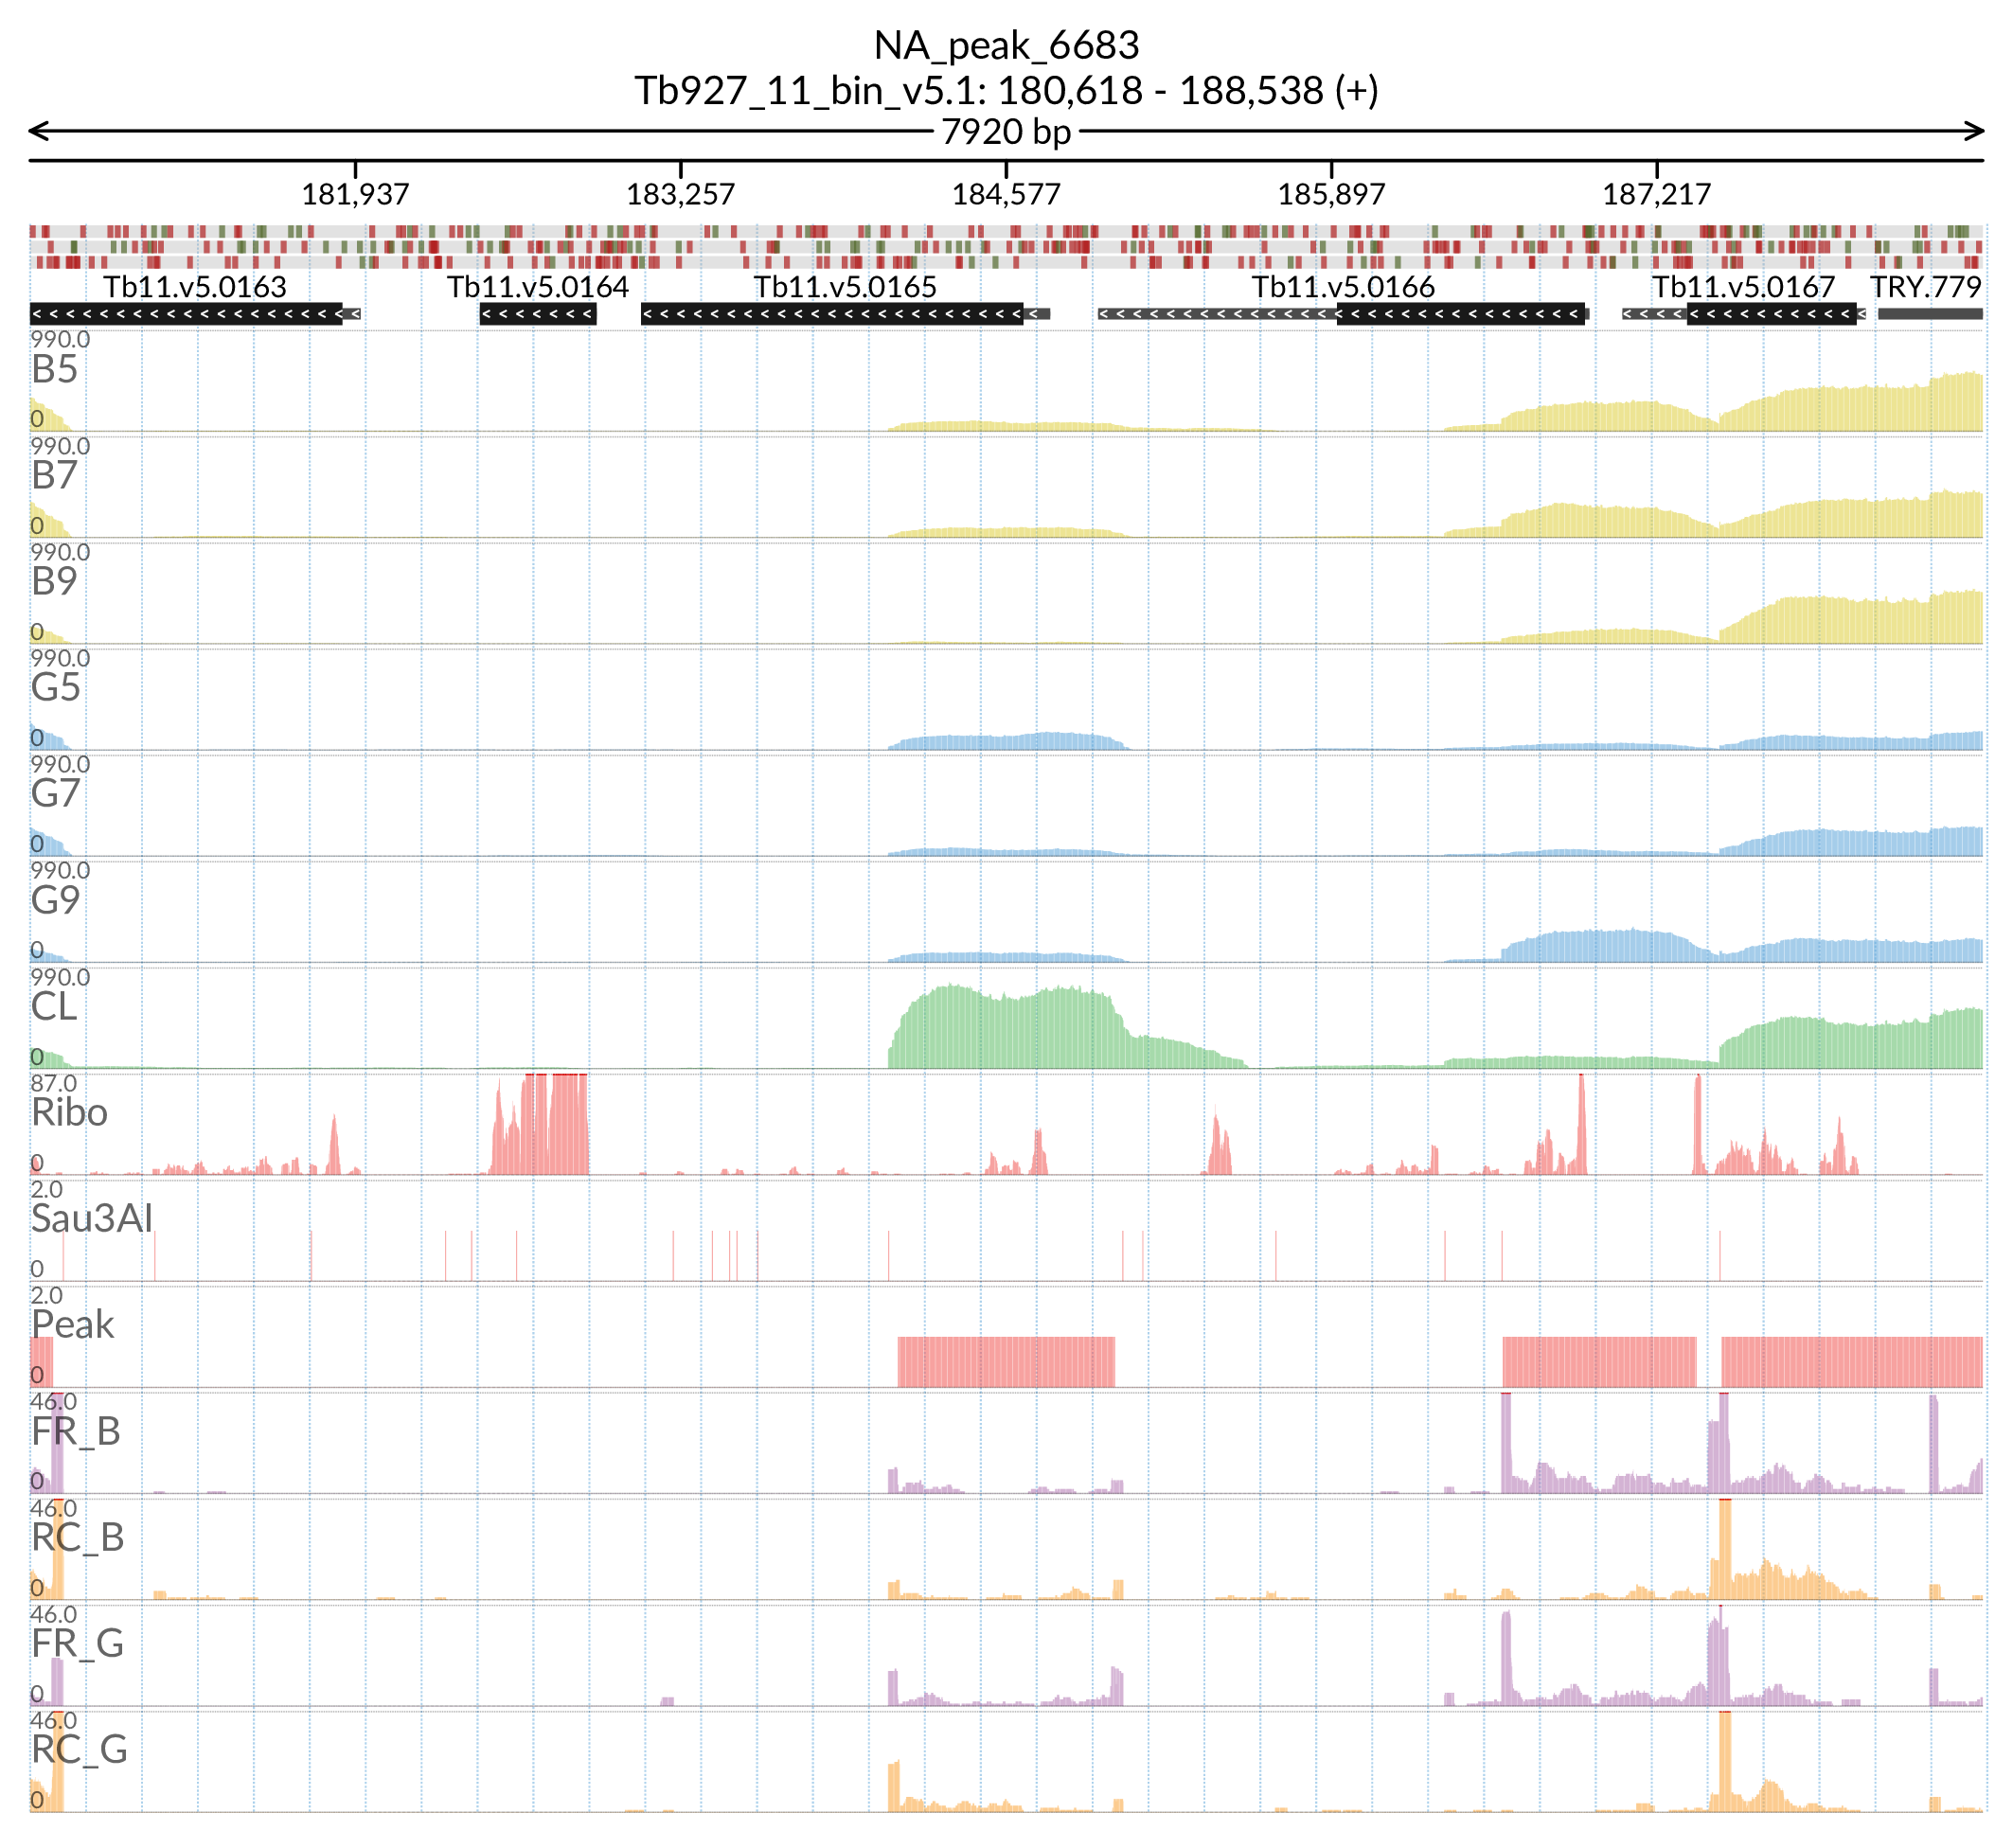 NA_peak_6683
Tb927_11_bin_v5.1: 180,618 - 188,538 (+)
7920 bp
181,937 183,257 184,577 185,897 187,217
Tb11.v5.0163 Tb11.v5.0164 Tb11.v5.0165 Tb11.v5.0166 Tb11.v5.0167 TRY.779
990.0
B5
0
990.0
B7
0
990.0
B9
0
990.0
G5
0
990.0
G7
0
990.0
G9
0
990.0
CL
0
87.0
Ribo
0
2.0
Sau3AI
0
2.0
Peak
0
46.0
FR_B
0
46.0
RC_B
0
46.0
FR_G
0
46.0
RC_G
0